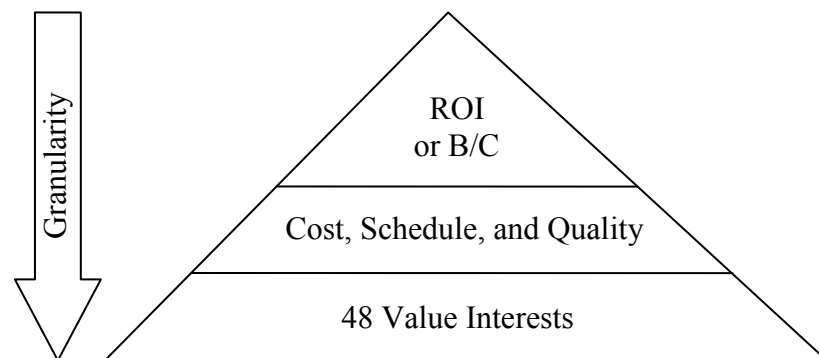 Granularity
ROI
or B/C
Cost, Schedule, and Quality
48 Value Interests